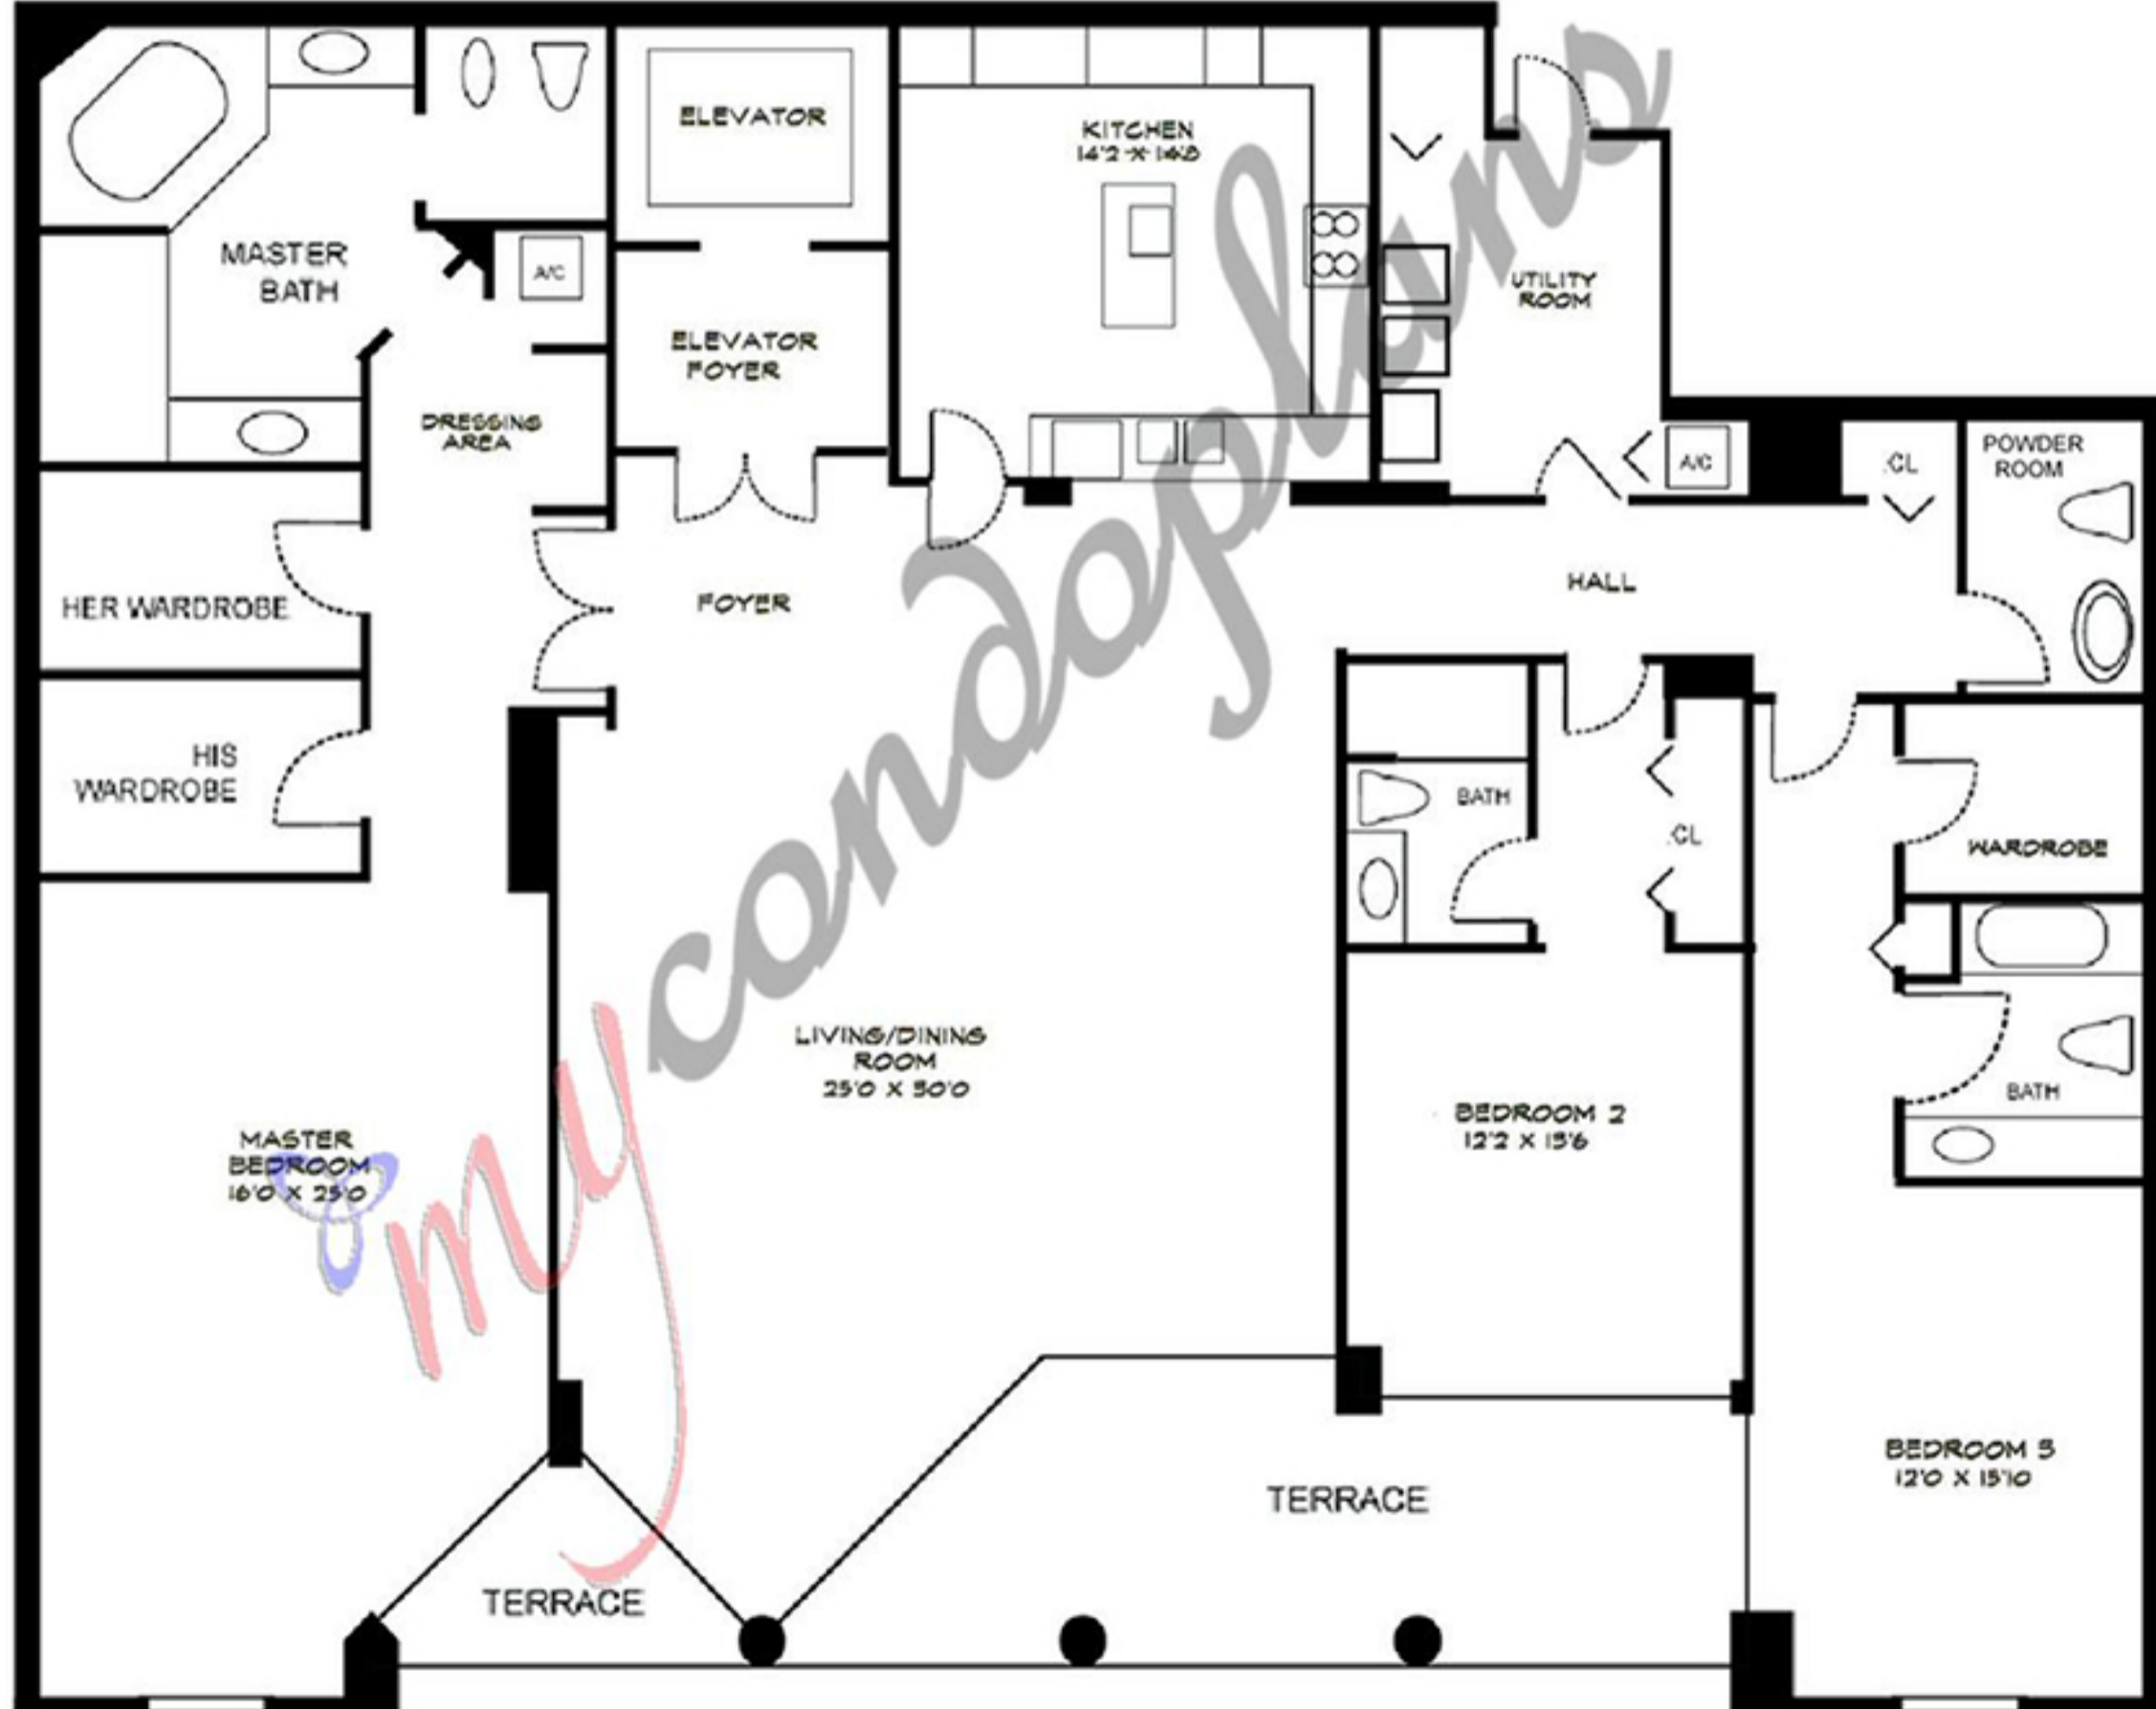 ELEVATOR
KITCHEN
14'2 X 14'8
MASTER
BATH
A/C
UTILITY
ROOM
ELEVATOR
FOYER
DRESSING
AREA
A/C
CL
POWDER
ROOM
HER WARDROBE
FOYER
HALL
HIS
WARDROBE
BATH
CL
WARDROBE
LIVING/DINING
ROOM
25'0 X 30'0
MASTER
BEDROOM
16'0 X 25'0
BEDROOM 2
12'2 X 13'6
BATH
BEDROOM 3
12'0 X 13'10
TERRACE
TERRACE
mycondoplans